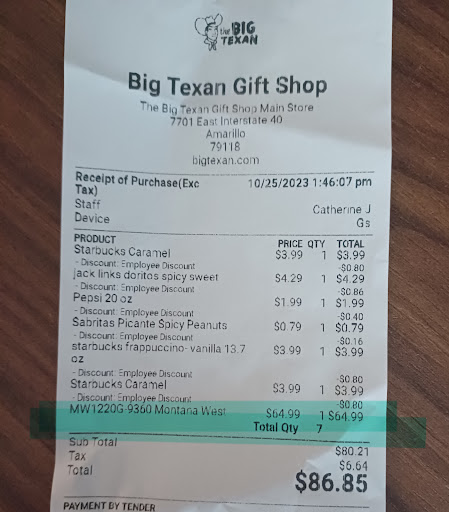 the BIG
TEXAN
Big Texan Gift Shop
The Big Texan Gift Shop Main Store
7701 East Interstate 40
Amarillo
79118
bigtexan.com
Receipt of Purchase(Exc Tax) 10/25/2023 1:46:07 pm
Staff Catherine J
Device Gs
PRODUCT PRICE QTY TOTAL
Starbucks Caramel $3.99 1 $3.99
- Discount: Employee Discount -$0.80
jack links doritos spicy sweet $4.29 1 $4.29
- Discount: Employee Discount -$0.86
Pepsi 20 oz $1.99 1 $1.99
- Discount: Employee Discount -$0.40
Sabritas Picante Spicy Peanuts $0.79 1 $0.79
- Discount: Employee Discount -$0.16
starbucks frappuccino- vanilla 13.7 oz $3.99 1 $3.99
- Discount: Employee Discount -$0.80
Starbucks Caramel $3.99 1 $3.99
- Discount: Employee Discount -$0.80
MW1220G-9360 Montana West $64.99 1 $64.99
Total Qty 7
Sub Total $80.21
Tax $6.64
Total $86.85
PAYMENT BY TENDER